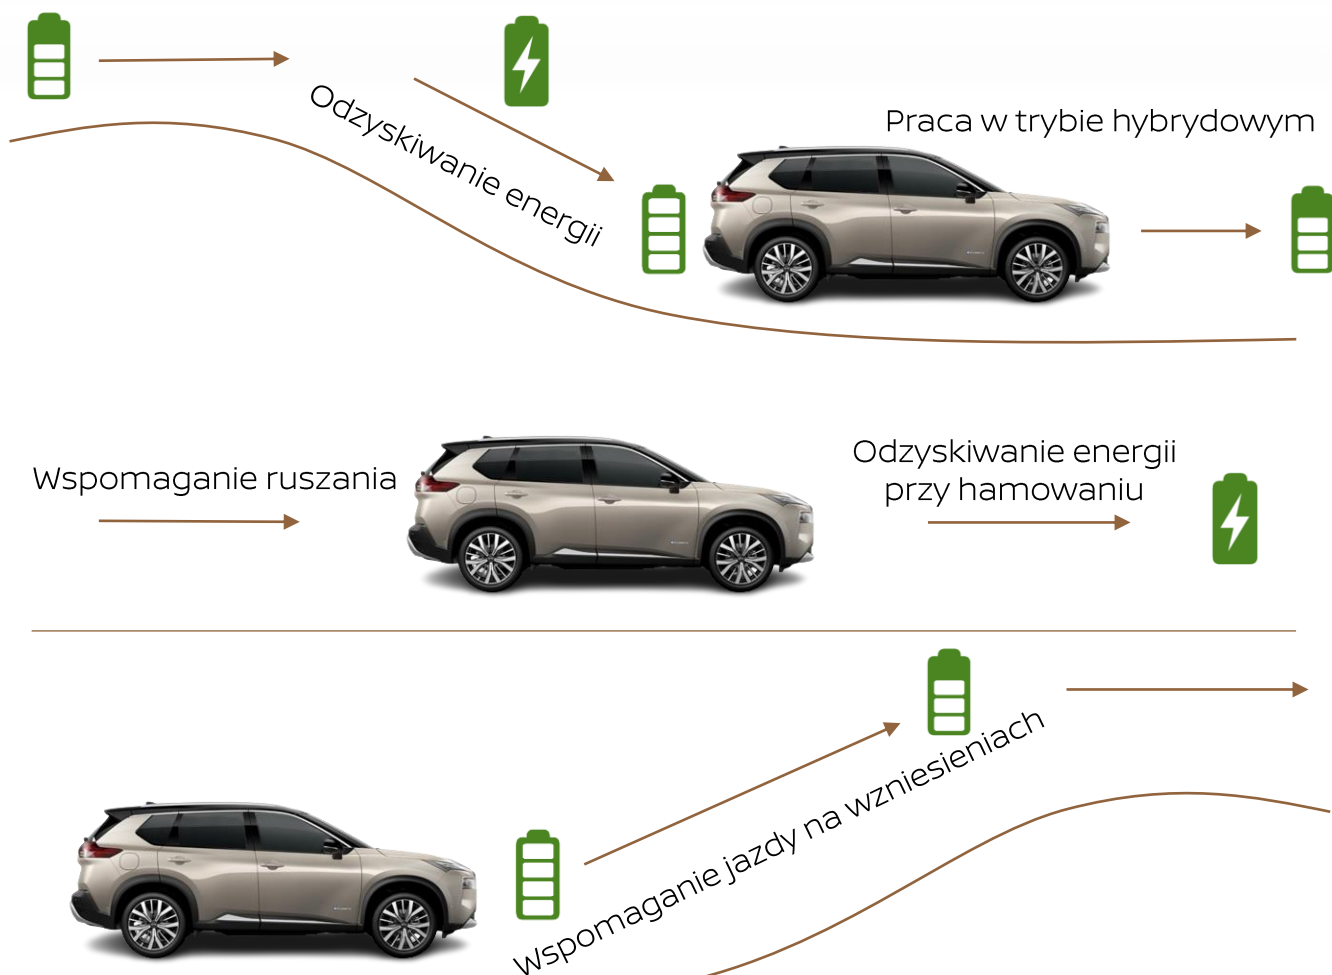 Odzyskiwanie energii
Praca w trybie hybrydowym
Wspomaganie ruszania
Odzyskiwanie energii
przy hamowaniu
Wspomaganie jazdy na wzniesieniach